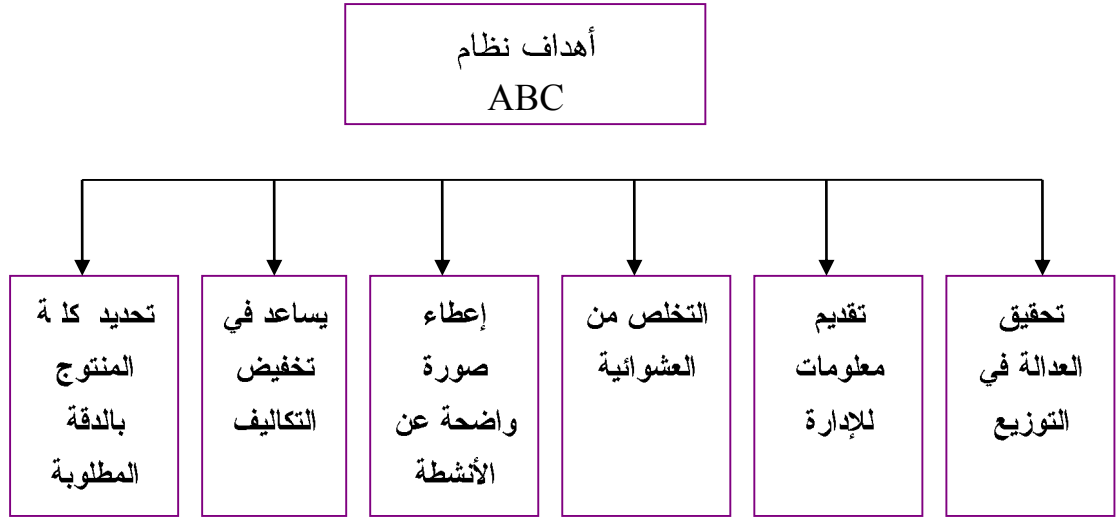 أهداف نظام
ABC
تحقيق
العدالة في
التوزيع
تقديم
معلومات
للإدارة
التخلص من
العشوائية
إعطاء
صورة
واضحة عن
الأنشطة
يساعد في
تخفيض
التكاليف
تحديد
المنتوج
بالدقة
المطلوبة